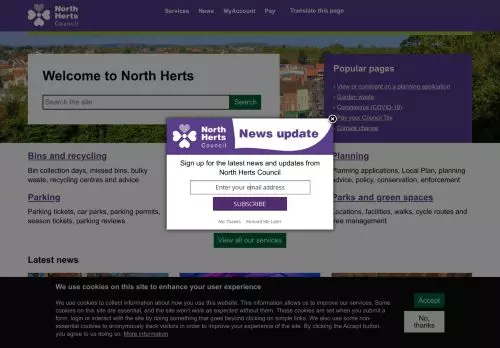 North
Herts
Council
Services News MyAccount Pay Translate this page
Welcome to North Herts
Search the site
Search
Popular pages
View or comment on a planning application
Garden waste
Coronavirus (COVID-19)
Pay your Council Tax
Climate change
North
Herts
Council
News update
Sign up for the latest news and updates from
North Herts Council
Enter your email address
SUBSCRIBE
No Thanks Remind Me Later
Bins and recycling
Bin collection days, missed bins, bulky
waste, recycling centres and advice
Planning
Planning applications, Local Plan, planning
advice, policy, conservation, enforcement
Parking
Parking tickets, car parks, parking permits,
season tickets, parking reviews
Parks and green spaces
locations, facilities, walks, cycle routes and
tree management
View all our services
Latest news
We use cookies on this site to enhance your user experience
We use cookies to collect information about how you use this website. This information allows us to improve our services. Some
cookies on this site are essential, and the site won't work as expected without them. These cookies are set when you submit a
form, login or interact with the site by doing something that goes beyond clicking on simple links. We also use some non-
essential cookies to anonymously track visitors in order to improve your experience of the site. By clicking the Accept button,
you agree to us doing so. More information
Accept
No,
thanks